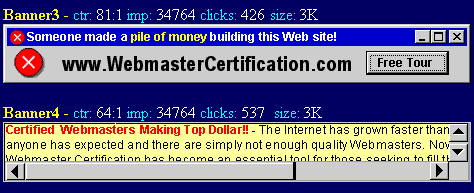 Banner3 - ctr: 81:1 imp: 34764 clicks: 426 size: 3K
Someone made a pile of money building this Web site!
www.WebmasterCertification.com Free Tour
Banner4 - ctr: 64:1 imp: 34764 clicks: 537 size: 3K
Certified Webmasters Making Top Dollar!! - The Internet has grown faster than
anyone has expected and there are simply not enough quality Webmasters. Now
Webmaster Certification has become an essential tool for those seeking to fill th